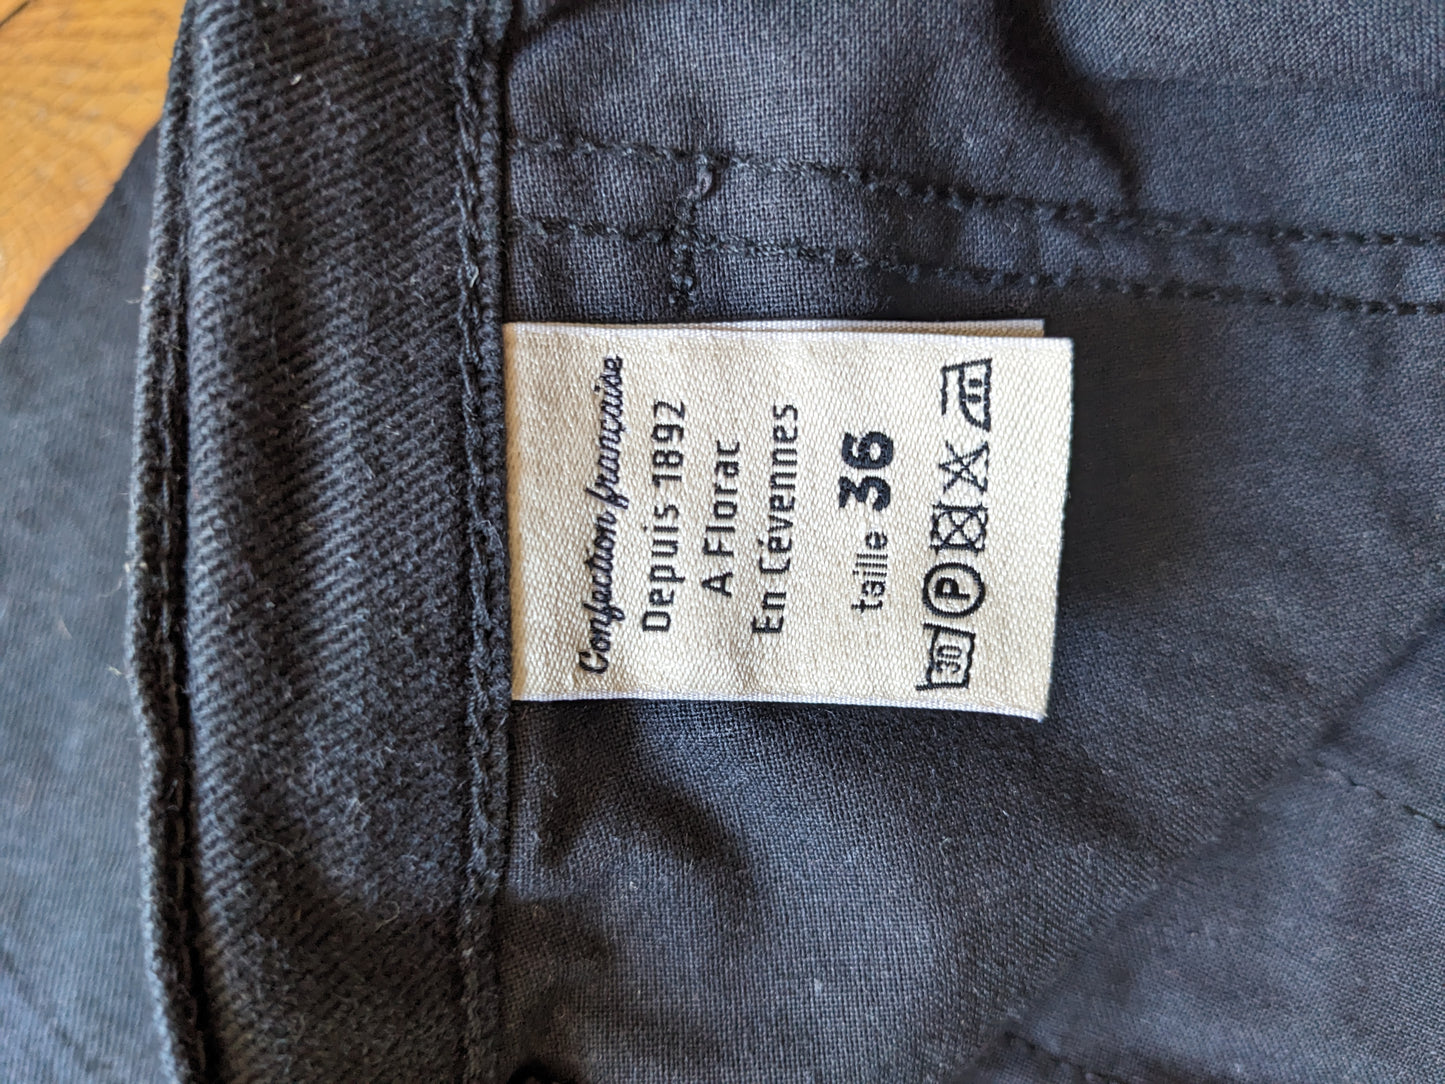 Confection française
Depuis 1892
A Florac
En Cévennes
taille 36
30 P